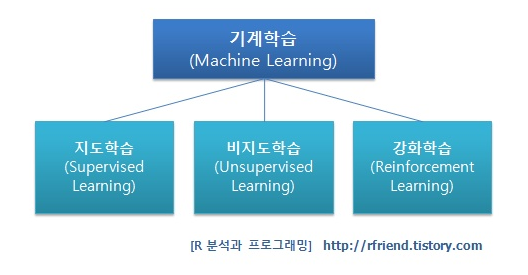 기계학습
(Machine Learning)
지도학습
(Supervised
Learning)
비지도학습
(Unsupervised
Learning)
강화학습
(Reinforcement
Learning)
[R 분석과 프로그래밍] http://rfriend.tistory.com